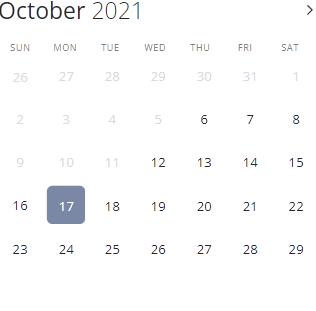 October 2021
SUN MON TUE WED THU FRI SAT
26 27 28 29 30 31 1
2 3 4 5 6 7 8
9 10 11 12 13 14 15
16 17 18 19 20 21 22
23 24 25 26 27 28 29